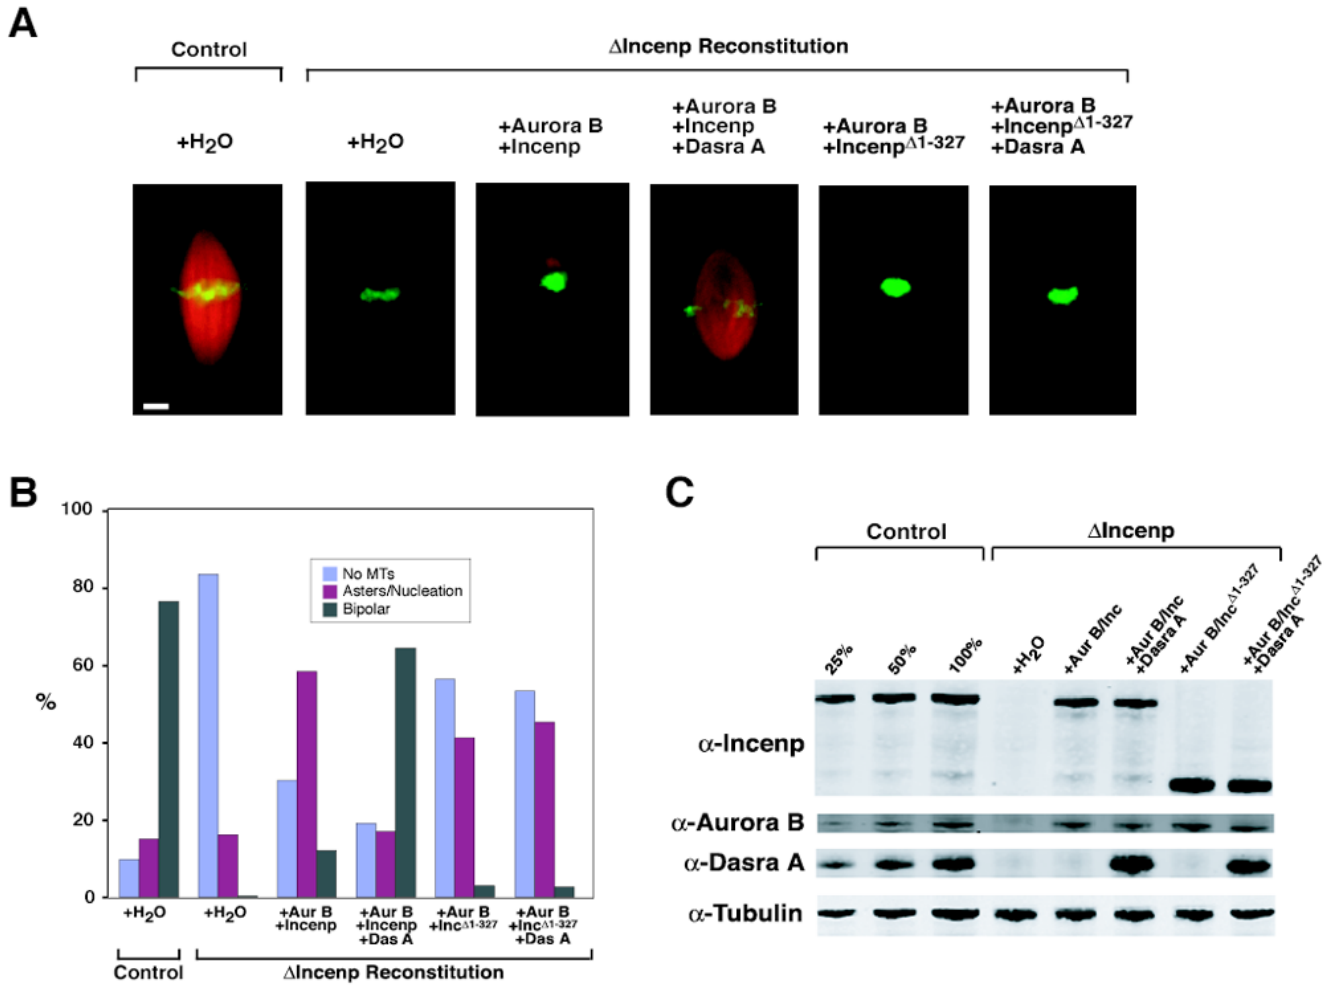 A
Control
ΔIncenp Reconstitution
+H2O
+H2O
+Aurora B
+Incenp
+Aurora B
+Incenp
+Dasra A
+Aurora B
+IncenpΔ1-327
+Aurora B
+IncenpΔ1-327
+Dasra A
B
100
80
60
40
20
0
%
No MTs
Asters/Nucleation
Bipolar
+H2O
+H2O
+Aur B
+Incenp
+Aur B
+Incenp
+Das A
+Aur B
+IncΔ1-327
+Aur B
+IncΔ1-327
+Das A
Control
ΔIncenp Reconstitution
C
Control
ΔIncenp
25%
50%
100%
+H2O
+Aur B/Inc
+Aur B/Inc
+Dasra A
+Aur B/IncΔ1-327
+Aur B/IncΔ1-327
+Dasra A
α-Incenp
α-Aurora B
α-Dasra A
α-Tubulin